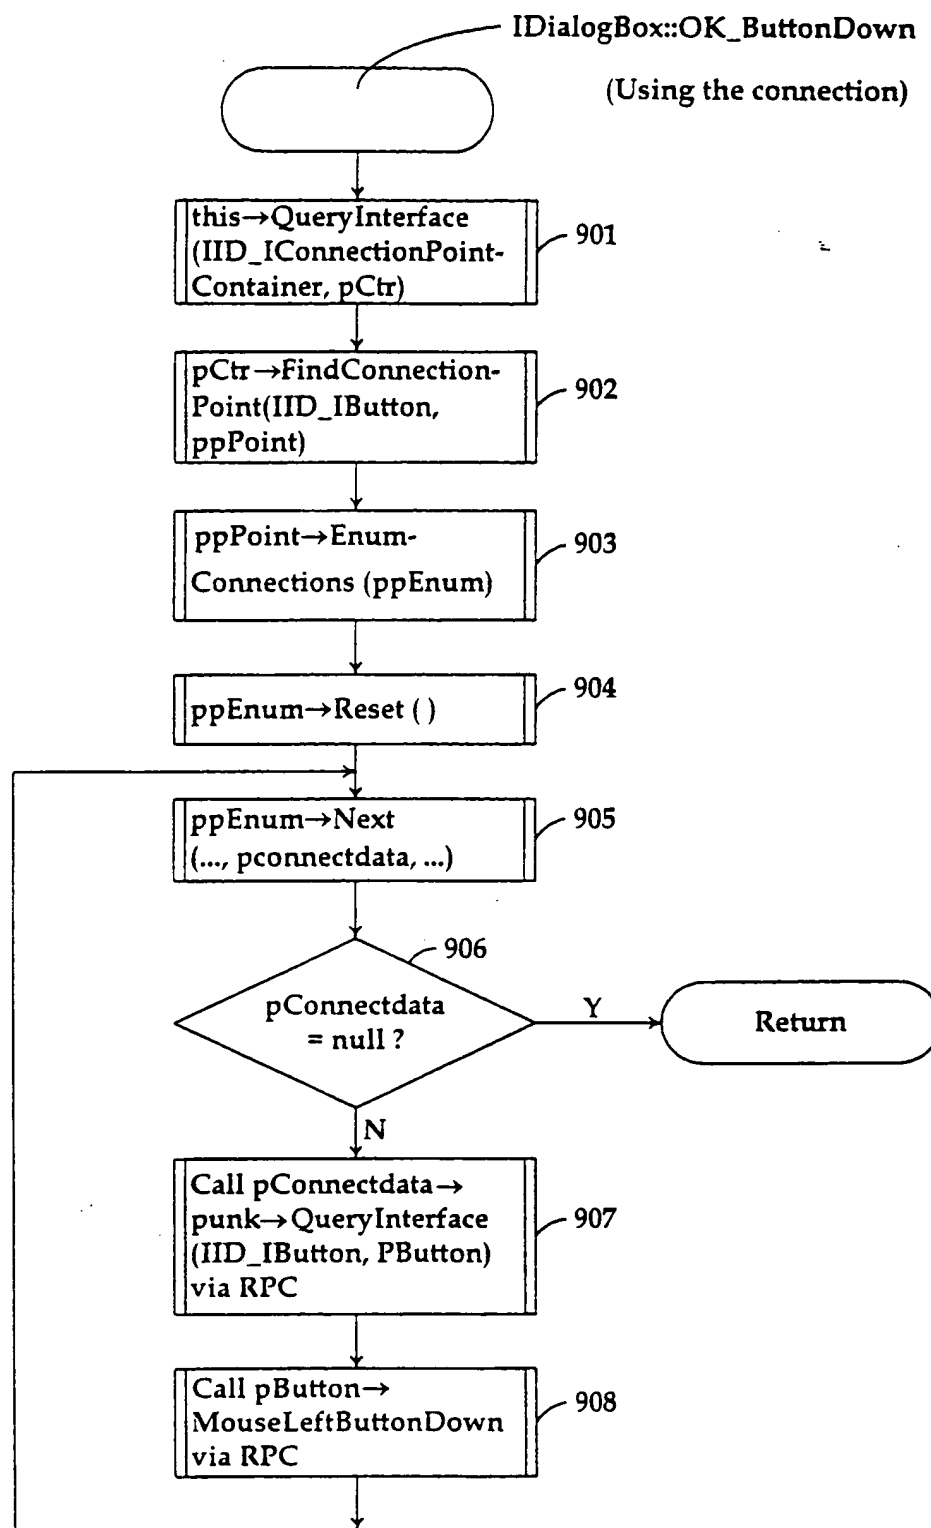 IDialogBox::OK_ButtonDown
(Using the connection)
this→QueryInterface
(IID_IConnectionPoint-
Container, pCtr)
901
pCtr→FindConnection-
Point(IID_IButton,
ppPoint)
902
ppPoint→Enum-
Connections (ppEnum)
903
ppEnum→Reset ( )
904
ppEnum→Next
(..., pconnectdata, ...)
905
906
pConnectdata
= null ?
Y
Return
N
Call pConnectdata→
punk→QueryInterface
(IID_IButton, PButton)
via RPC
907
Call pButton→
MouseLeftButtonDown
via RPC
908